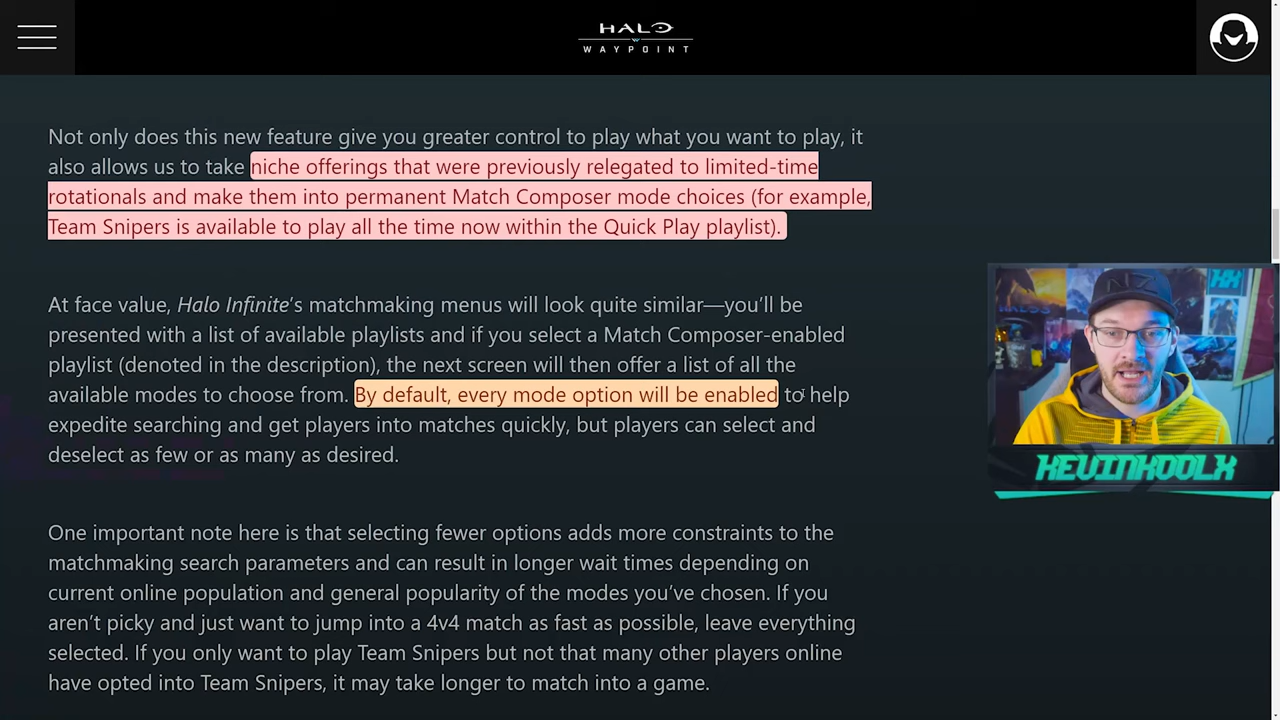 HALO
WAYPOINT
Not only does this new feature give you greater control to play what you want to play, it
also allows us to take niche offerings that were previously relegated to limited-time
rotationals and make them into permanent Match Composer mode choices (for example,
Team Snipers is available to play all the time now within the Quick Play playlist).
At face value, Halo Infinite's matchmaking menus will look quite similar—you'll be
presented with a list of available playlists and if you select a Match Composer-enabled
playlist (denoted in the description), the next screen will then offer a list of all the
available modes to choose from. By default, every mode option will be enabled to help
expedite searching and get players into matches quickly, but players can select and
deselect as few or as many as desired.
One important note here is that selecting fewer options adds more constraints to the
matchmaking search parameters and can result in longer wait times depending on
current online population and general popularity of the modes you've chosen. If you
aren't picky and just want to jump into a 4v4 match as fast as possible, leave everything
selected. If you only want to play Team Snipers but not that many other players online
have opted into Team Snipers, it may take longer to match into a game.
N7
KEVINKOOLX